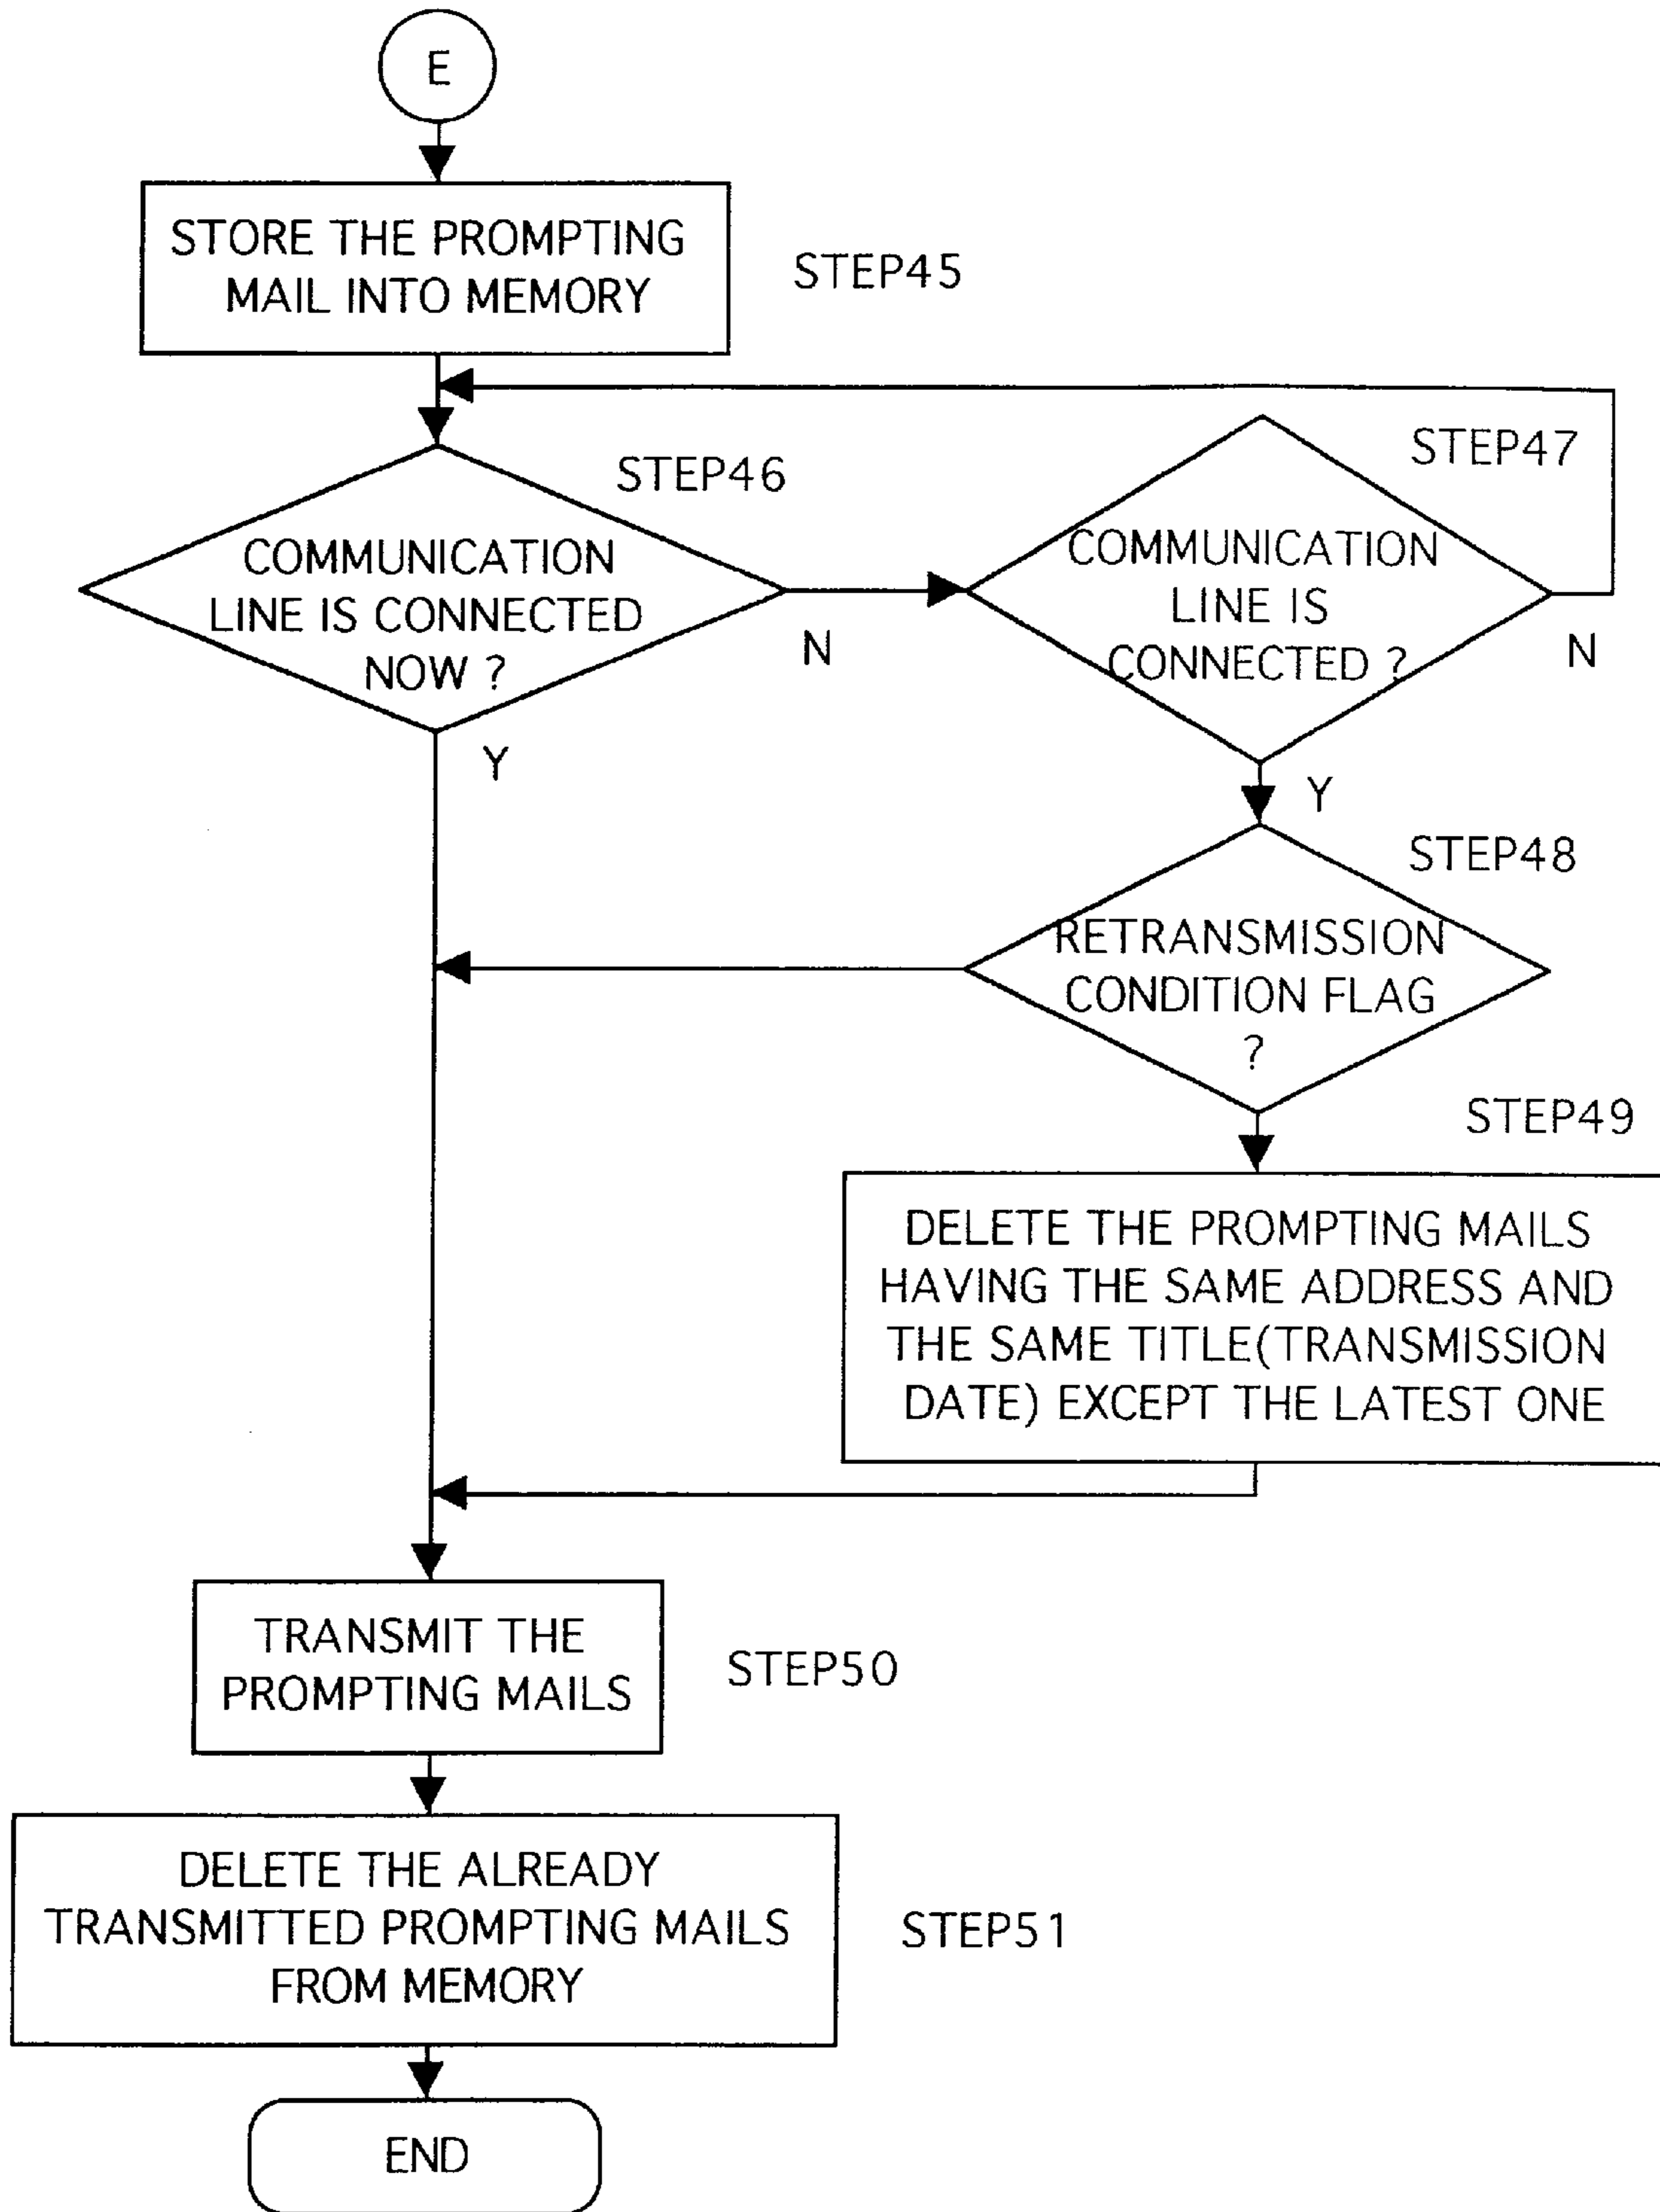 E
STORE THE PROMPTING
MAIL INTO MEMORY
STEP45
STEP46
COMMUNICATION
LINE IS CONNECTED
NOW ?
N
Y
STEP47
COMMUNICATION
LINE IS
CONNECTED ?
N
Y
STEP48
RETRANSMISSION
CONDITION FLAG
?
STEP49
DELETE THE PROMPTING MAILS
HAVING THE SAME ADDRESS AND
THE SAME TITLE(TRANSMISSION
DATE) EXCEPT THE LATEST ONE
TRANSMIT THE
PROMPTING MAILS
STEP50
DELETE THE ALREADY
TRANSMITTED PROMPTING MAILS
FROM MEMORY
STEP51
END